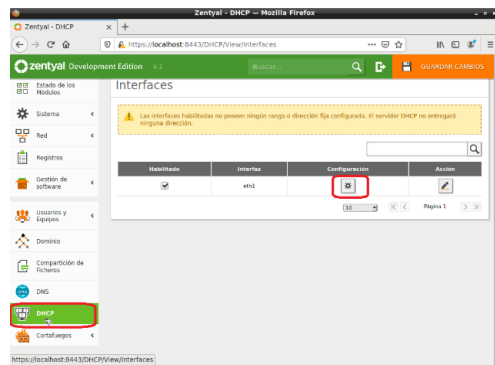 Zentyal - DHCP — Mozilla Firefox
Zentyal - DHCP
https://localhost:8443/DHCP/View/Interfaces
zentyal Development Edition 6.2
Buscar...
GUARDAR CAMBIOS
Estado de los
Módulos
Sistema
Red
Registros
Gestión de
software
Usuarios y
Equipos
Dominio
Compartición de
Ficheros
DNS
DHCP
Cortafuegos
Interfaces
Las interfaces habilitadas no poseen ningún rango o dirección fija configurada. El servidor DHCP no entregará
ninguna dirección.
Habilitado Interfaz Configuración Acción
eth1
10 Página 1
https://localhost:8443/DHCP/View/Interfaces